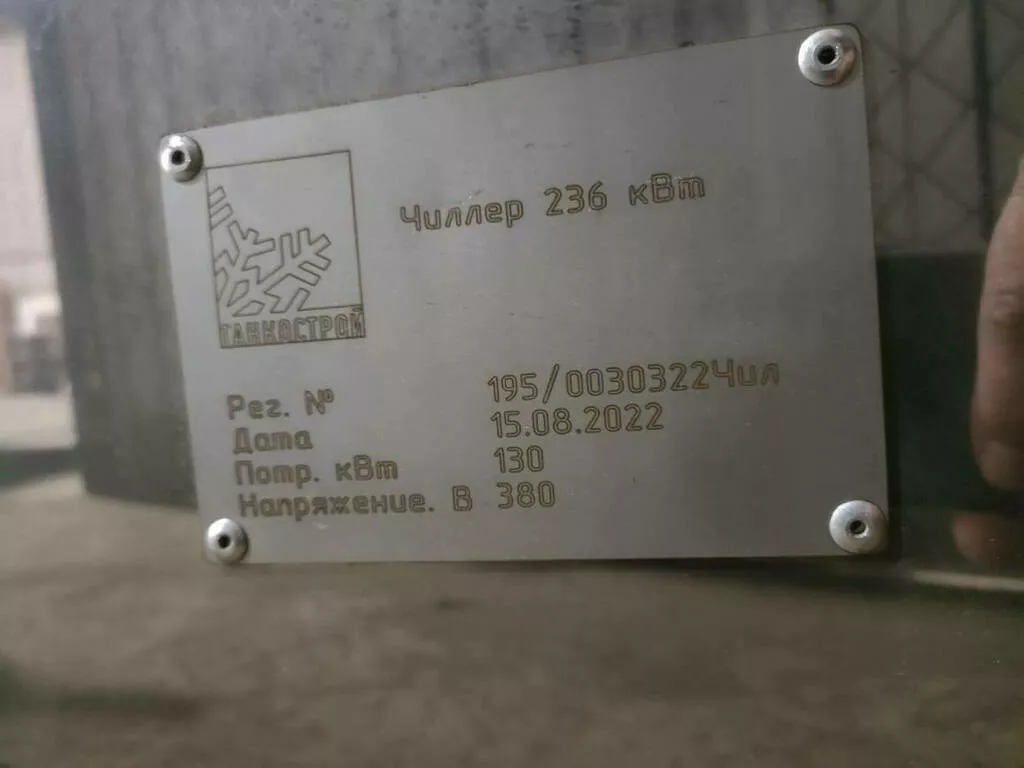 Чиллер 236 кВт
ТАНКОСТРОЙ
Рег. № 195/0030322Чил
Дата 15.08.2022
Потр. кВт 130
Напряжение. В 380